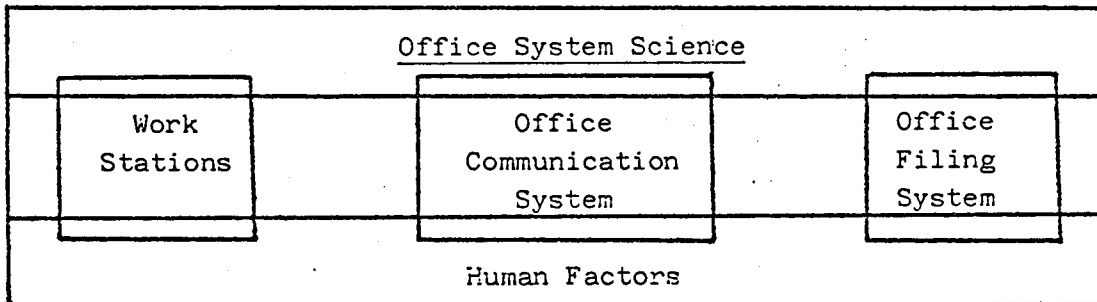 Office System Science
Work
Stations
Office
Communication
System
Office
Filing
System
Human Factors